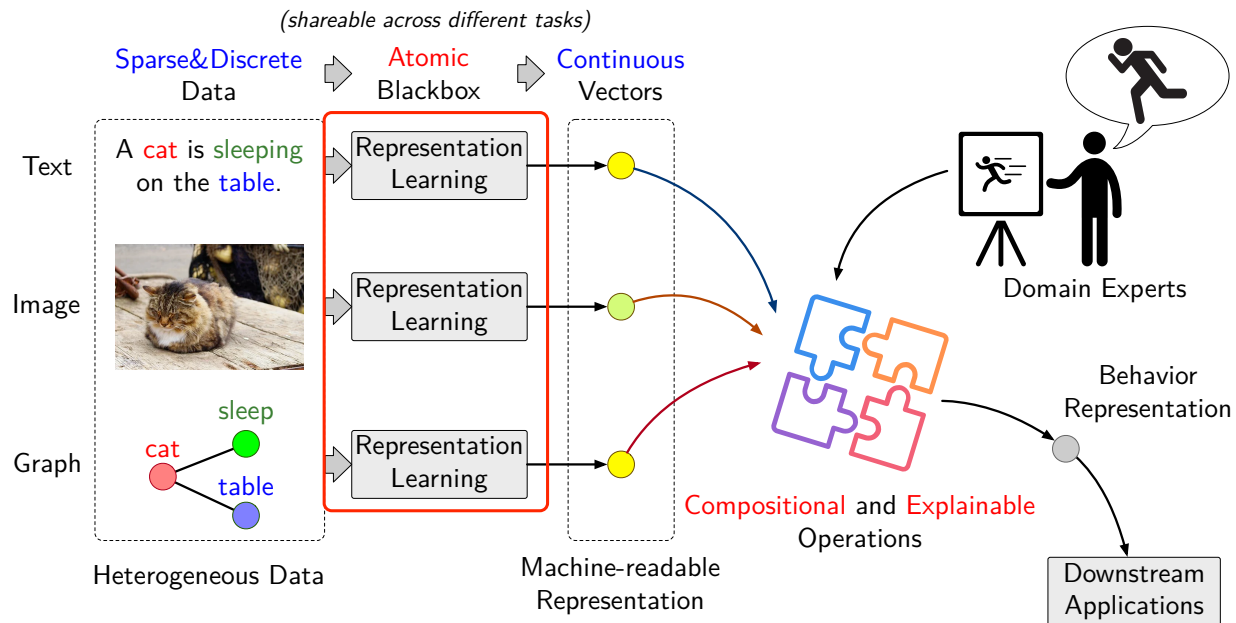 (shareable across different tasks)
Sparse&Discrete
Data
Atomic
Blackbox
Continuous
Vectors
Text
A cat is sleeping
on the table.
Representation
Learning
Image
Representation
Learning
Graph
sleep
cat
table
Representation
Learning
Heterogeneous Data
Machine-readable
Representation
Domain Experts
Compositional and Explainable
Operations
Behavior
Representation
Downstream
Applications